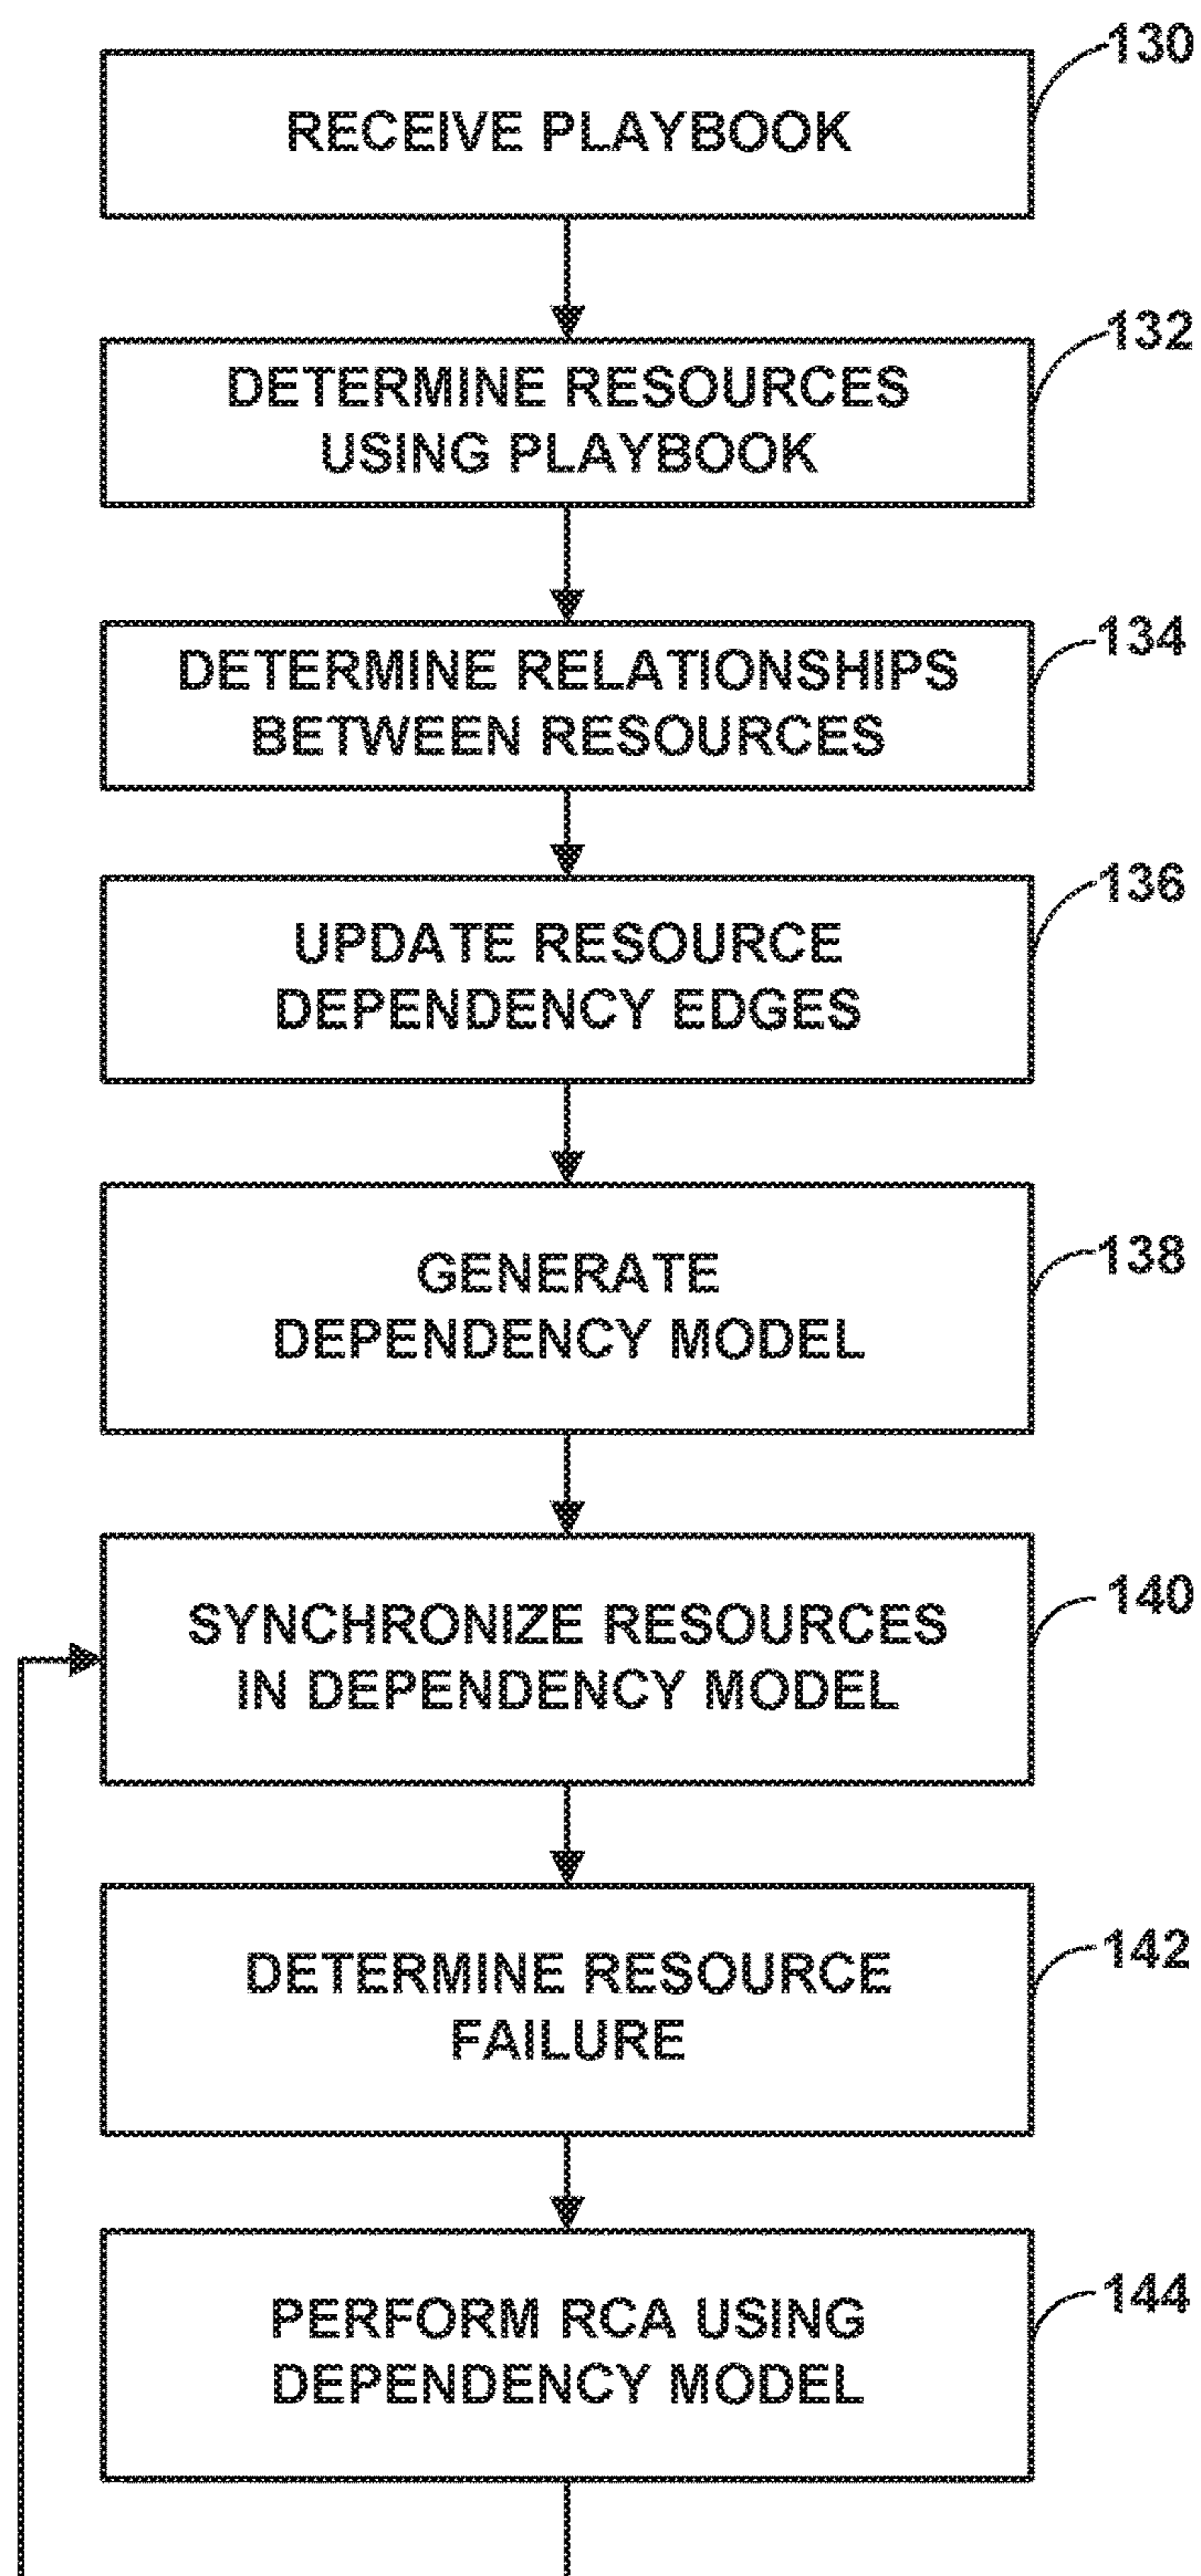 130
RECEIVE PLAYBOOK
132
DETERMINE RESOURCES
USING PLAYBOOK
134
DETERMINE RELATIONSHIPS
BETWEEN RESOURCES
136
UPDATE RESOURCE
DEPENDENCY EDGES
138
GENERATE
DEPENDENCY MODEL
140
SYNCHRONIZE RESOURCES
IN DEPENDENCY MODEL
142
DETERMINE RESOURCE
FAILURE
144
PERFORM RCA USING
DEPENDENCY MODEL